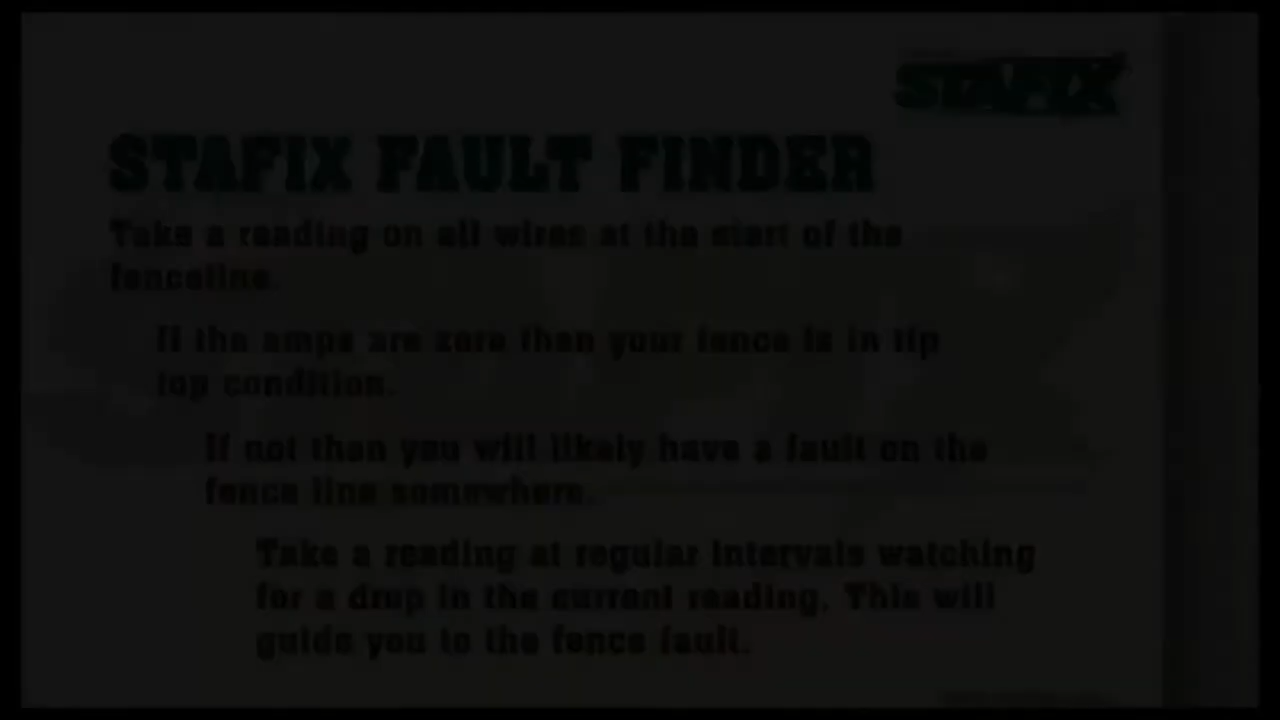 STAFIX
STAFIX FAULT FINDER
Take a reading on all wires at the start of the
fenceline.
If the amps are zero then your fence is in tip
top condition.
If not then you will likely have a fault on the
fence line somewhere.
Take a reading at regular intervals watching
for a drop in the current reading. This will
guide you to the fence fault.